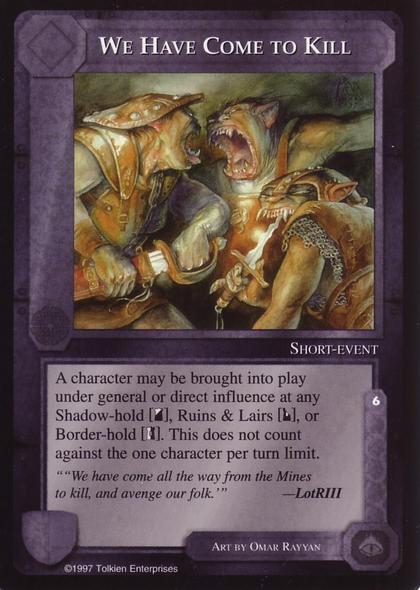 WE HAVE COME TO KILL
SHORT-EVENT
A character may be brought into play
under general or direct influence at any
Shadow-hold [], Ruins & Lairs [], or
Border-hold []. This does not count
against the one character per turn limit.
6
““We have come all the way from the Mines
to kill, and avenge our folk.’”
—LotRIII
ART BY OMAR RAYYAN
©1997 Tolkien Enterprises